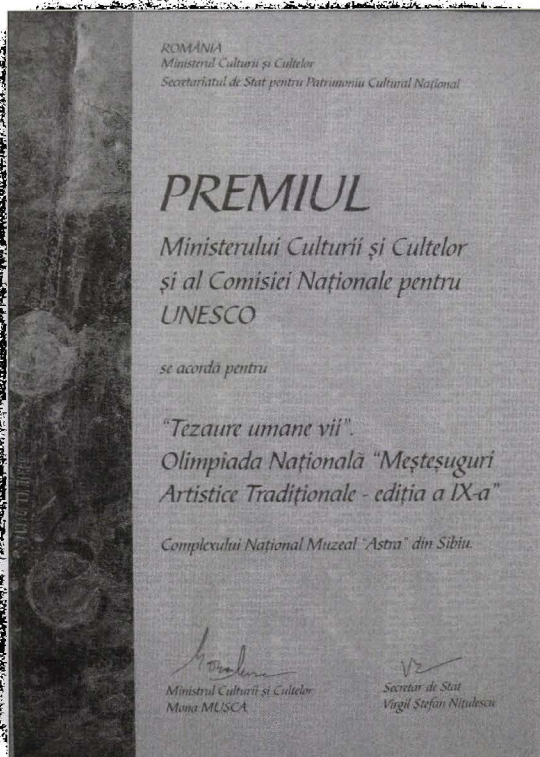 ROMÂNIA
Ministerul Culturii și Cultelor
Secretariatul de Stat pentru Patrimoniu Cultural Național
PREMIUL
Ministerului Culturii și Cultelor
și al Comisiei Naționale pentru
UNESCO
se acordă pentru
“Tezaure umane vii”.
Olimpiada Națională “Meșteșuguri
Artistice Tradiționale - ediția a IX-a”
Complexului Național Muzeal “Astra” din Sibiu.
Ministrul Culturii și Cultelor
Mona MUSCĂ
Secretar de Stat
Virgil Ștefan Nițulescu